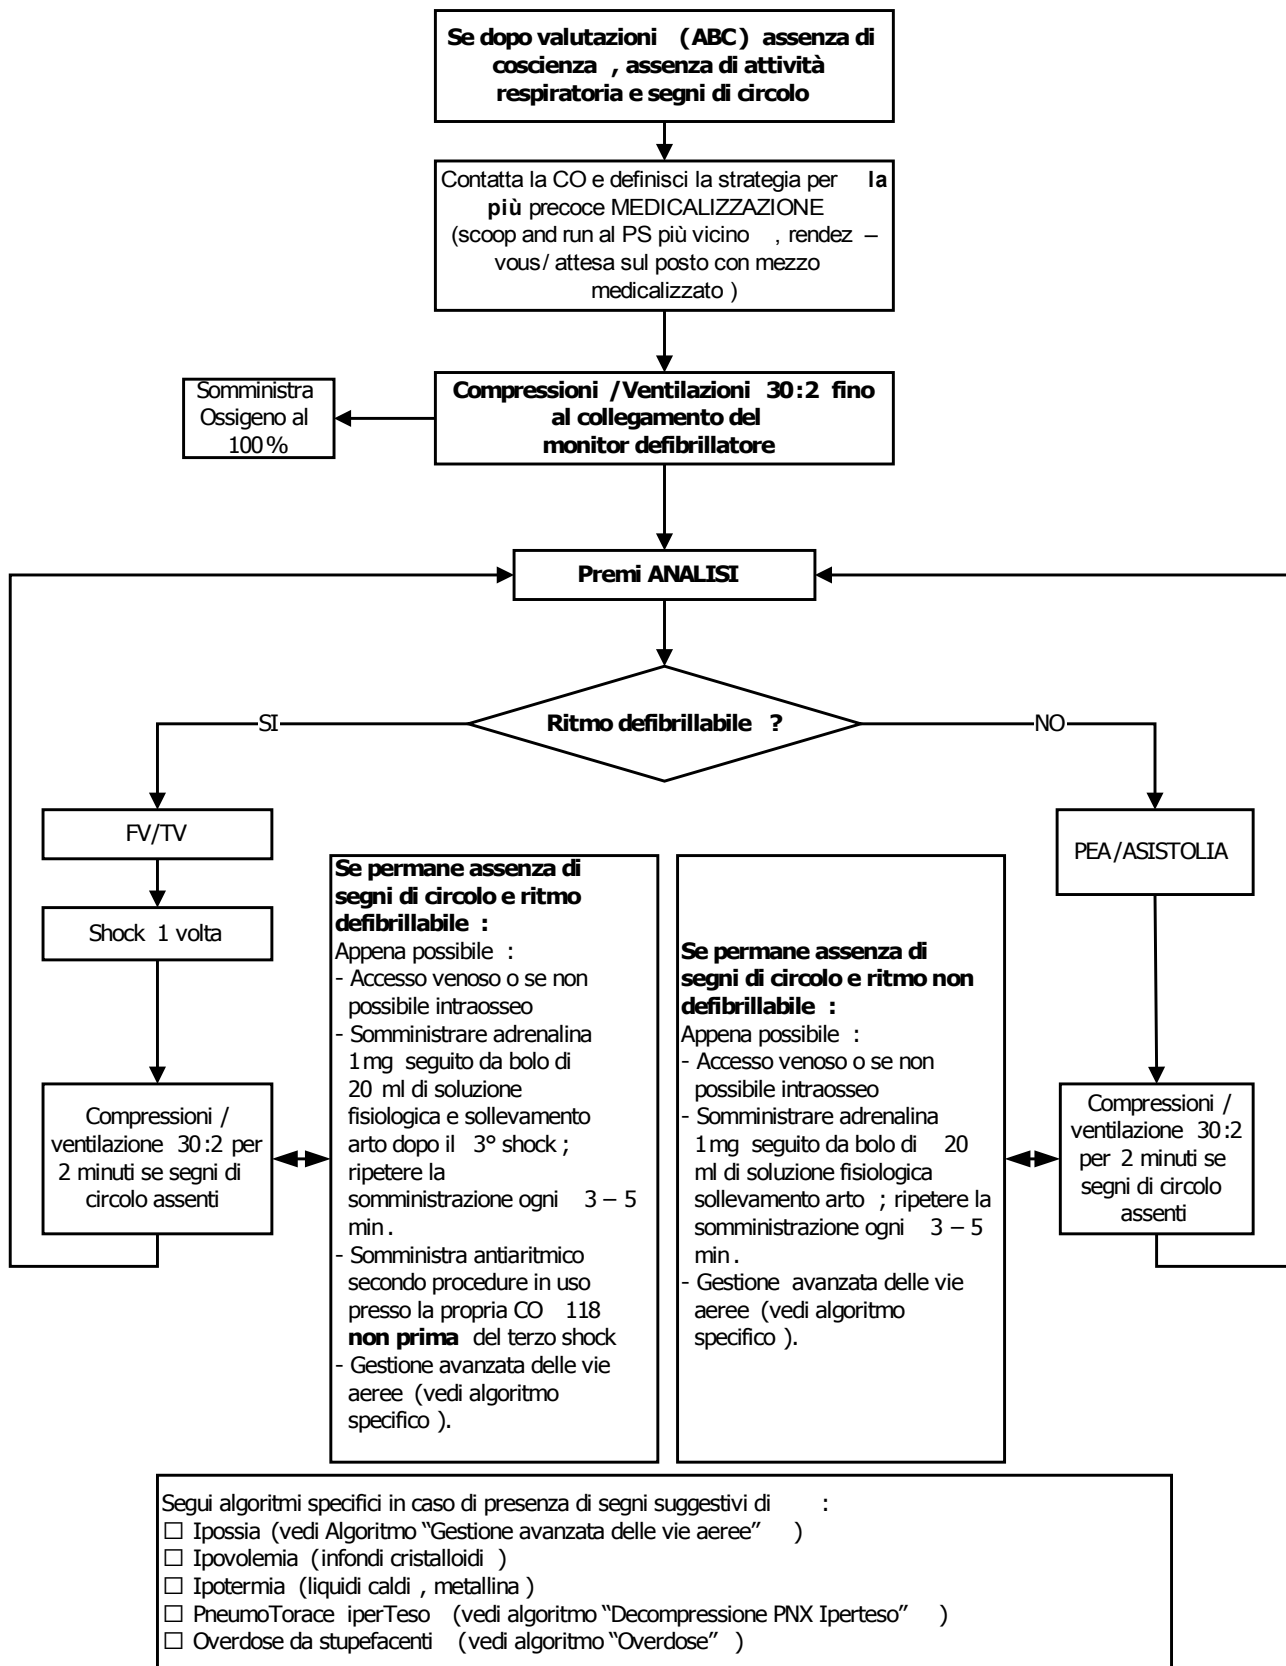 Se dopo valutazioni (ABC) assenza di
coscienza , assenza di attività
respiratoria e segni di circolo
Contatta la CO e definisci la strategia per la
più precoce MEDICALIZZAZIONE
(scoop and run al PS più vicino , rendez –
vous/ attesa sul posto con mezzo
medicalizzato )
Somministra
Ossigeno al
100%
Compressioni /Ventilazioni 30:2 fino
al collegamento del
monitor defibrillatore
Premi ANALISI
Ritmo defibrillabile ?
SI
NO
FV/TV
Shock 1 volta
Compressioni /
ventilazione 30:2 per
2 minuti se segni di
circolo assenti
Se permane assenza di
segni di circolo e ritmo
defibrillabile :
Appena possibile :
- Accesso venoso o se non
possibile intraosseo
- Somministrare adrenalina
1mg seguito da bolo di
20 ml di soluzione
fisiologica e sollevamento
arto dopo il 3° shock ;
ripetere la
somministrazione ogni 3 – 5
min.
- Somministra antiaritmico
secondo procedure in uso
presso la propria CO 118
non prima del terzo shock
- Gestione avanzata delle vie
aeree (vedi algoritmo
specifico ).
Se permane assenza di
segni di circolo e ritmo non
defibrillabile :
Appena possibile :
- Accesso venoso o se non
possibile intraosseo
- Somministrare adrenalina
1mg seguito da bolo di 20
ml di soluzione fisiologica
sollevamento arto ; ripetere la
somministrazione ogni 3 – 5
min.
- Gestione avanzata delle vie
aeree (vedi algoritmo
specifico ).
PEA/ASISTOLIA
Compressioni /
ventilazione 30:2
per 2 minuti se
segni di circolo
assenti
Segui algoritmi specifici in caso di presenza di segni suggestivi di :
☐ Ipossia (vedi Algoritmo “Gestione avanzata delle vie aeree” )
☐ Ipovolemia (infondi cristalloidi )
☐ Ipotermia (liquidi caldi , metallina )
☐ PneumoTorace iperTeso (vedi algoritmo “Decompressione PNX Iperteso” )
☐ Overdose da stupefacenti (vedi algoritmo “Overdose” )